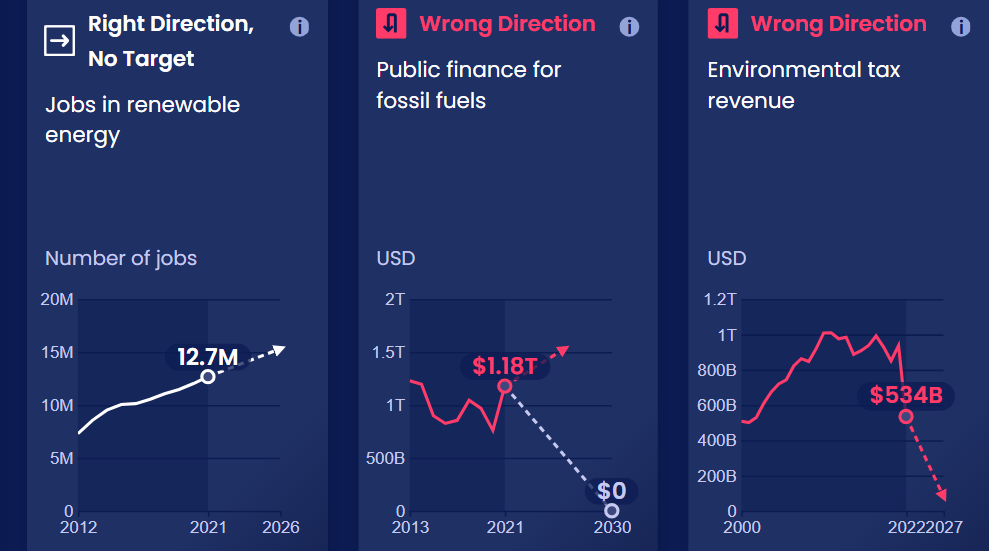 Right Direction,
No Target
Jobs in renewable
energy
Number of jobs
20M
15M
12.7M
10M
5M
0
2012
2021
2026
Wrong Direction
Public finance for
fossil fuels
USD
2T
1.5T
$1.18T
1T
500B
$0
0
2013
2021
2030
Wrong Direction
Environmental tax
revenue
USD
1.2T
1T
800B
$534B
600B
400B
200B
0
2000
2022
2027